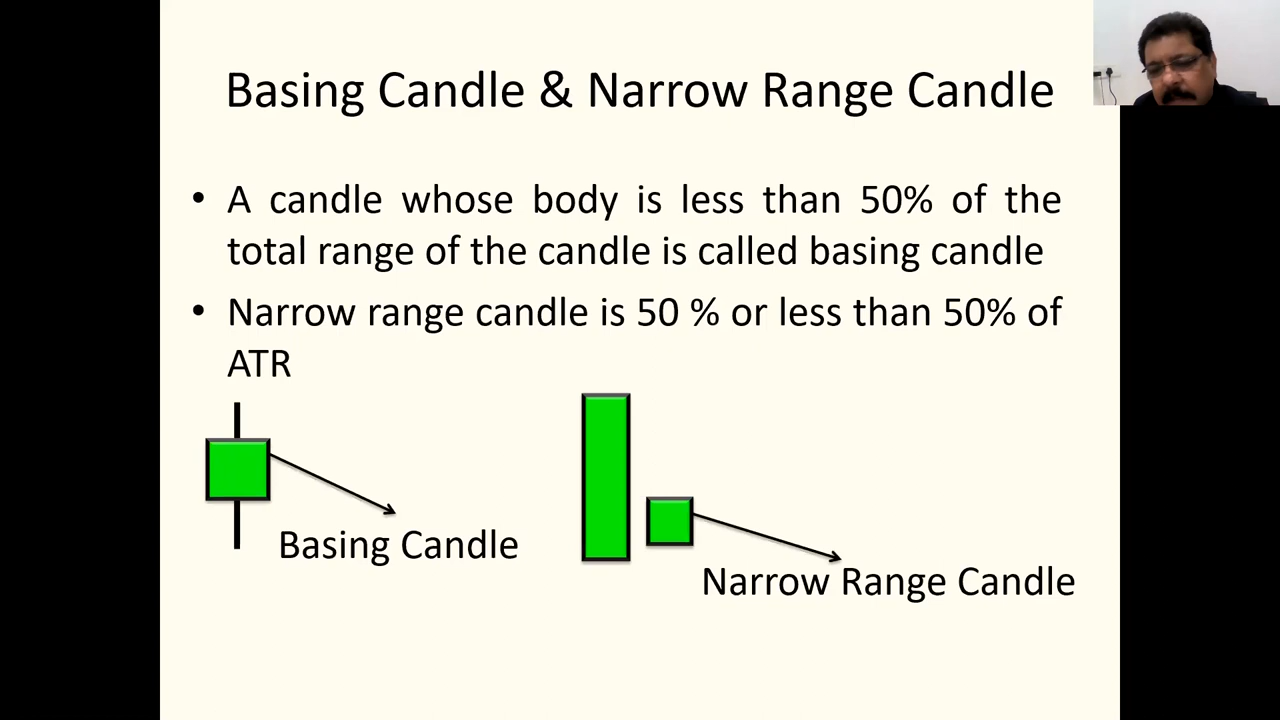 Basing Candle & Narrow Range Candle
• A candle whose body is less than 50% of the
total range of the candle is called basing candle
• Narrow range candle is 50 % or less than 50% of
ATR
Basing Candle
Narrow Range Candle